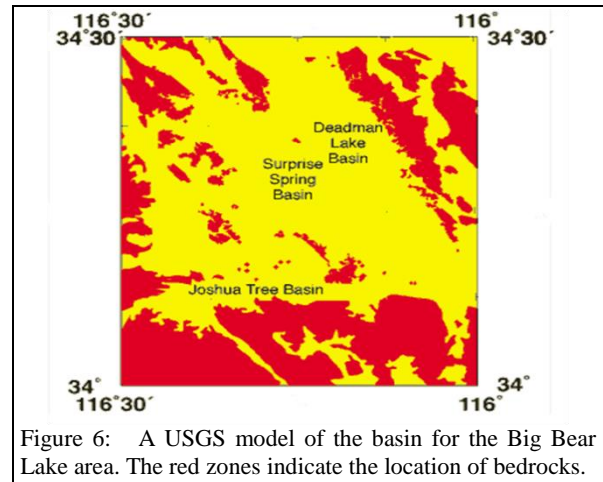 116˚30´ 116˚
34˚30´ 34˚30´
Deadman
Lake
Basin
Surprise
Spring
Basin
Joshua Tree Basin
34˚ 34˚
116˚30´ 116˚
Figure 6: A USGS model of the basin for the Big Bear
Lake area. The red zones indicate the location of bedrocks.